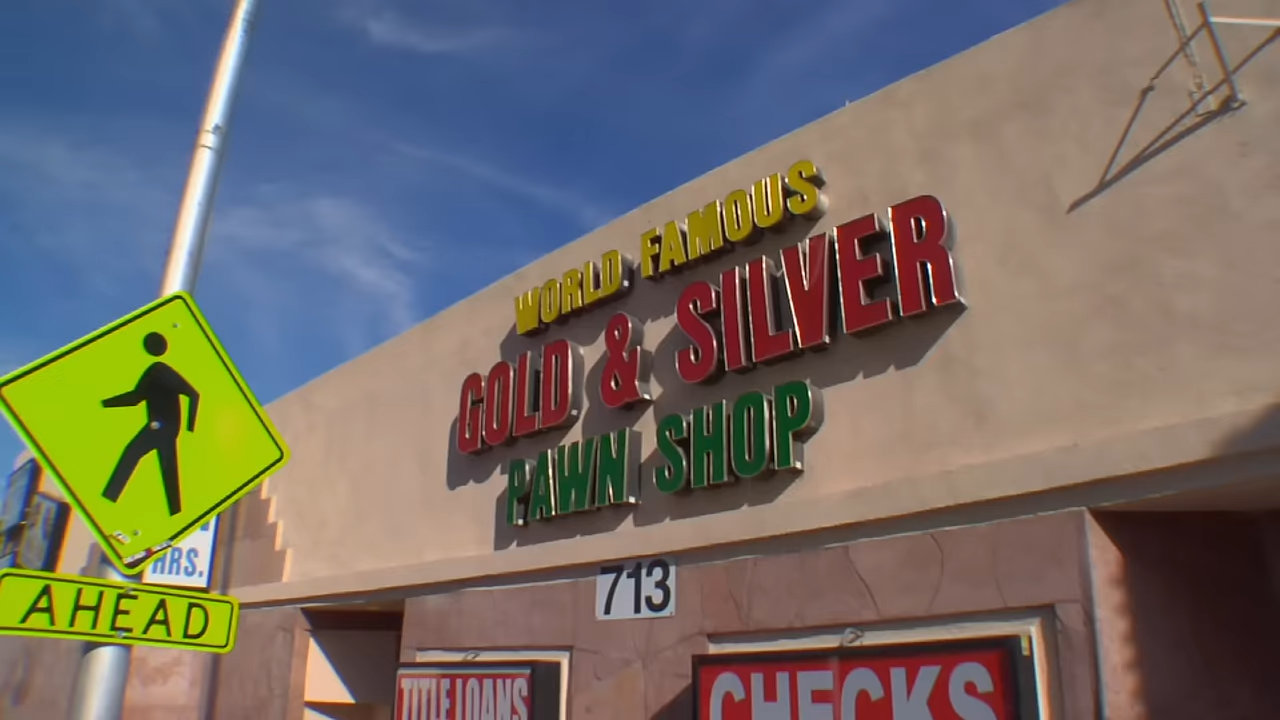 WORLD FAMOUS
GOLD & SILVER
PAWN SHOP
713
HRS.
AHEAD
TITLE LOANS
CHECKS